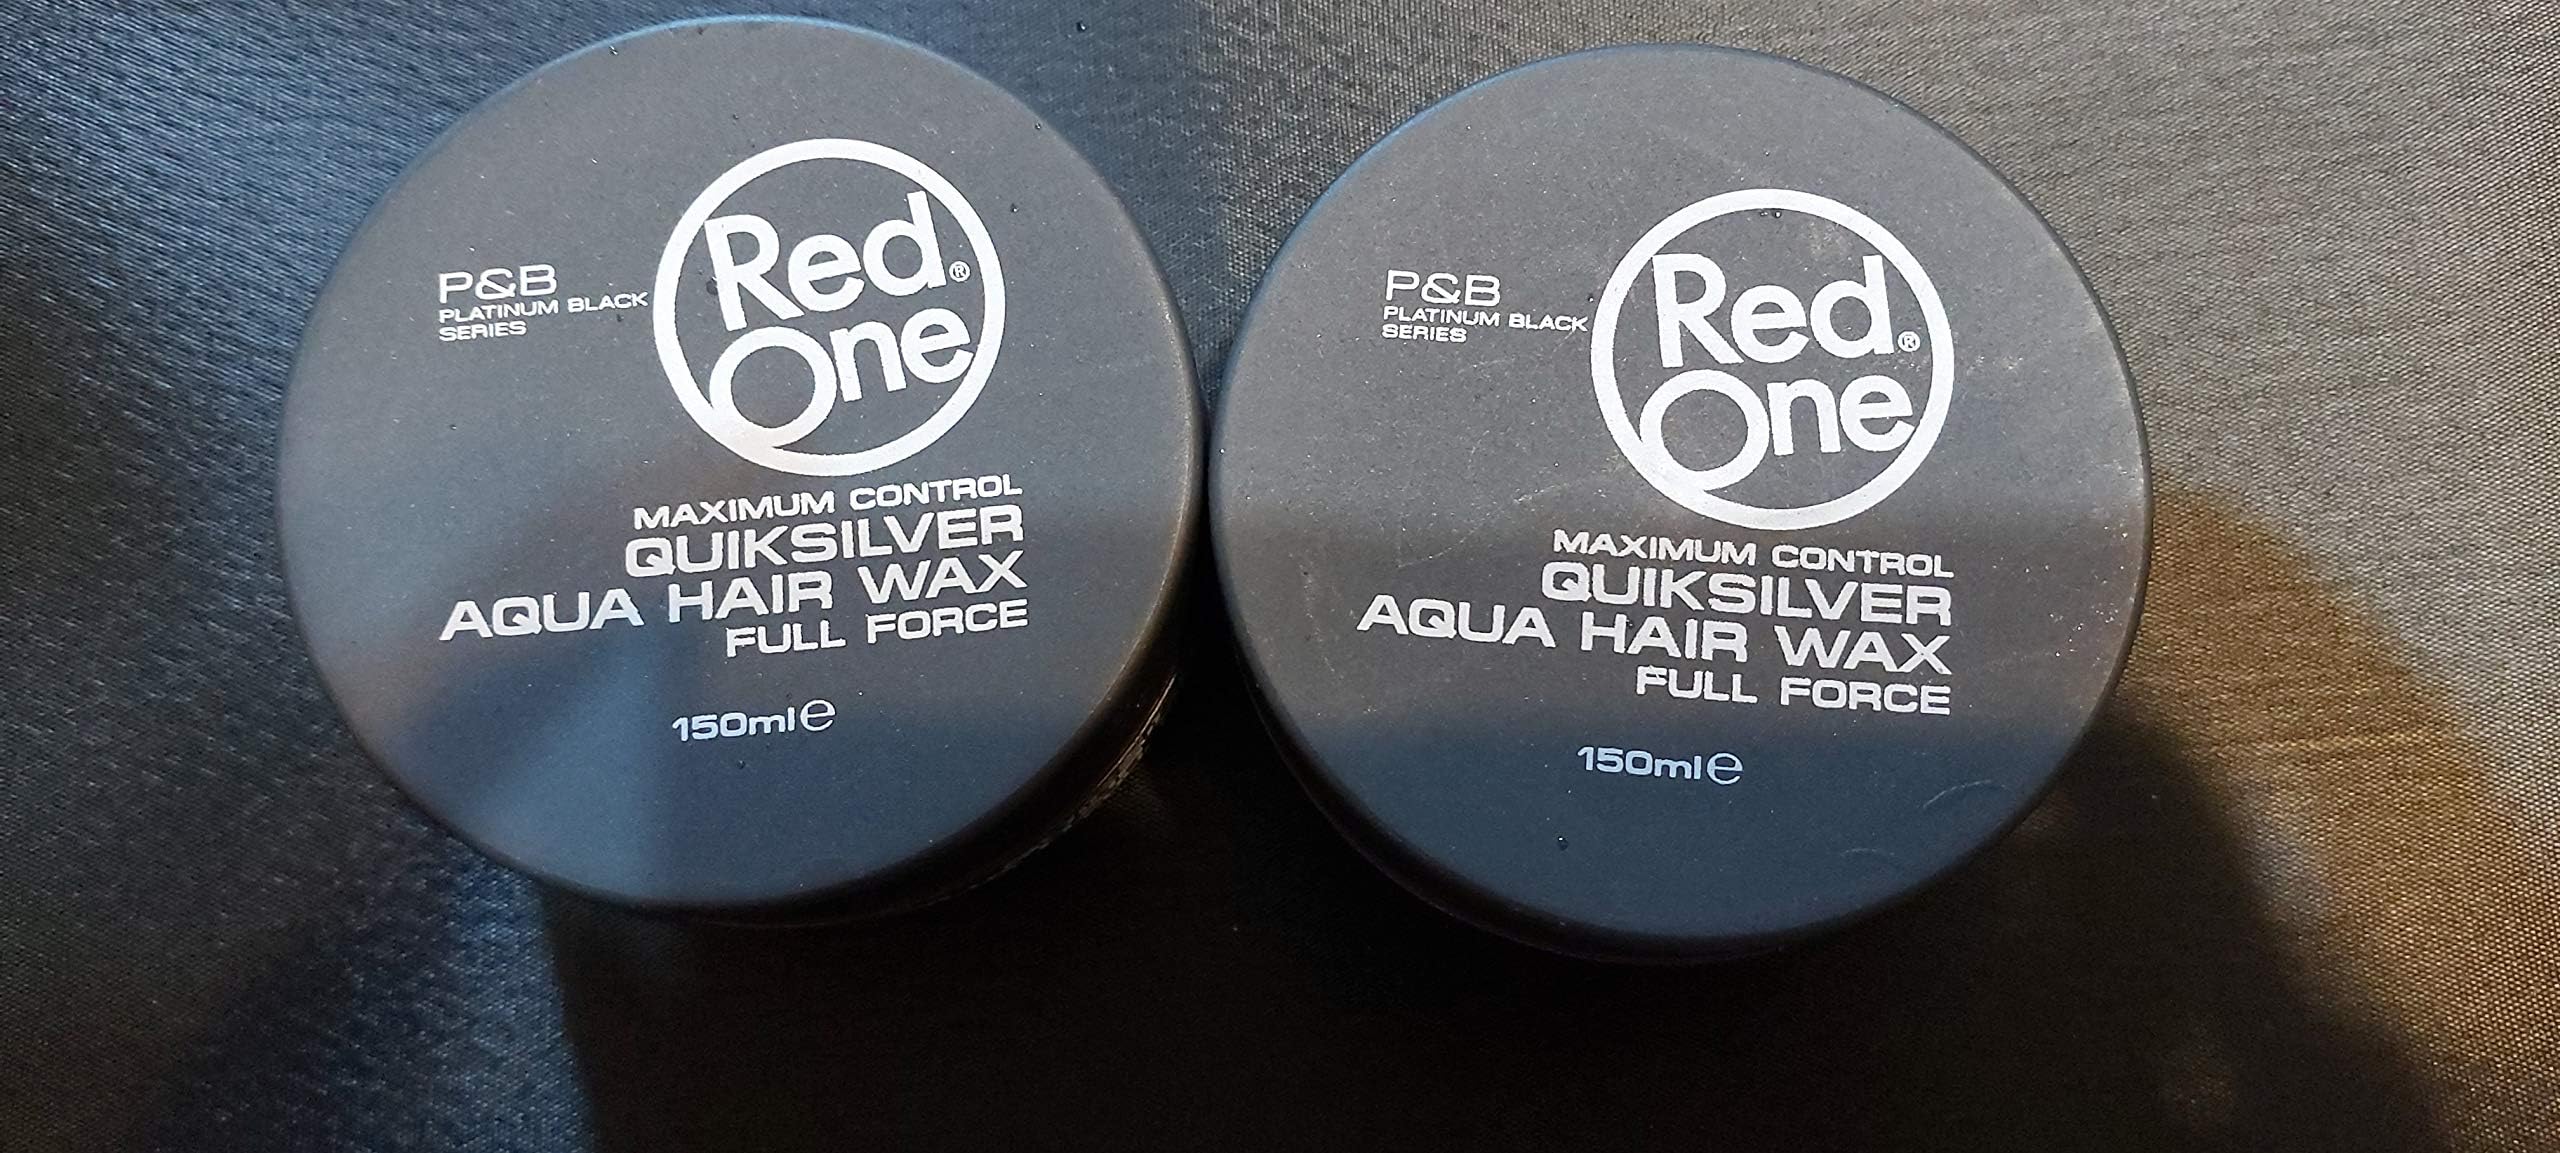 P&B
PLATINUM BLACK
SERIES
Red®
One
MAXIMUM CONTROL
QUIKSILVER
AQUA HAIR WAX
FULL FORCE
150ml e
P&B
PLATINUM BLACK
SERIES
Red®
One
MAXIMUM CONTROL
QUIKSILVER
AQUA HAIR WAX
FULL FORCE
150ml e